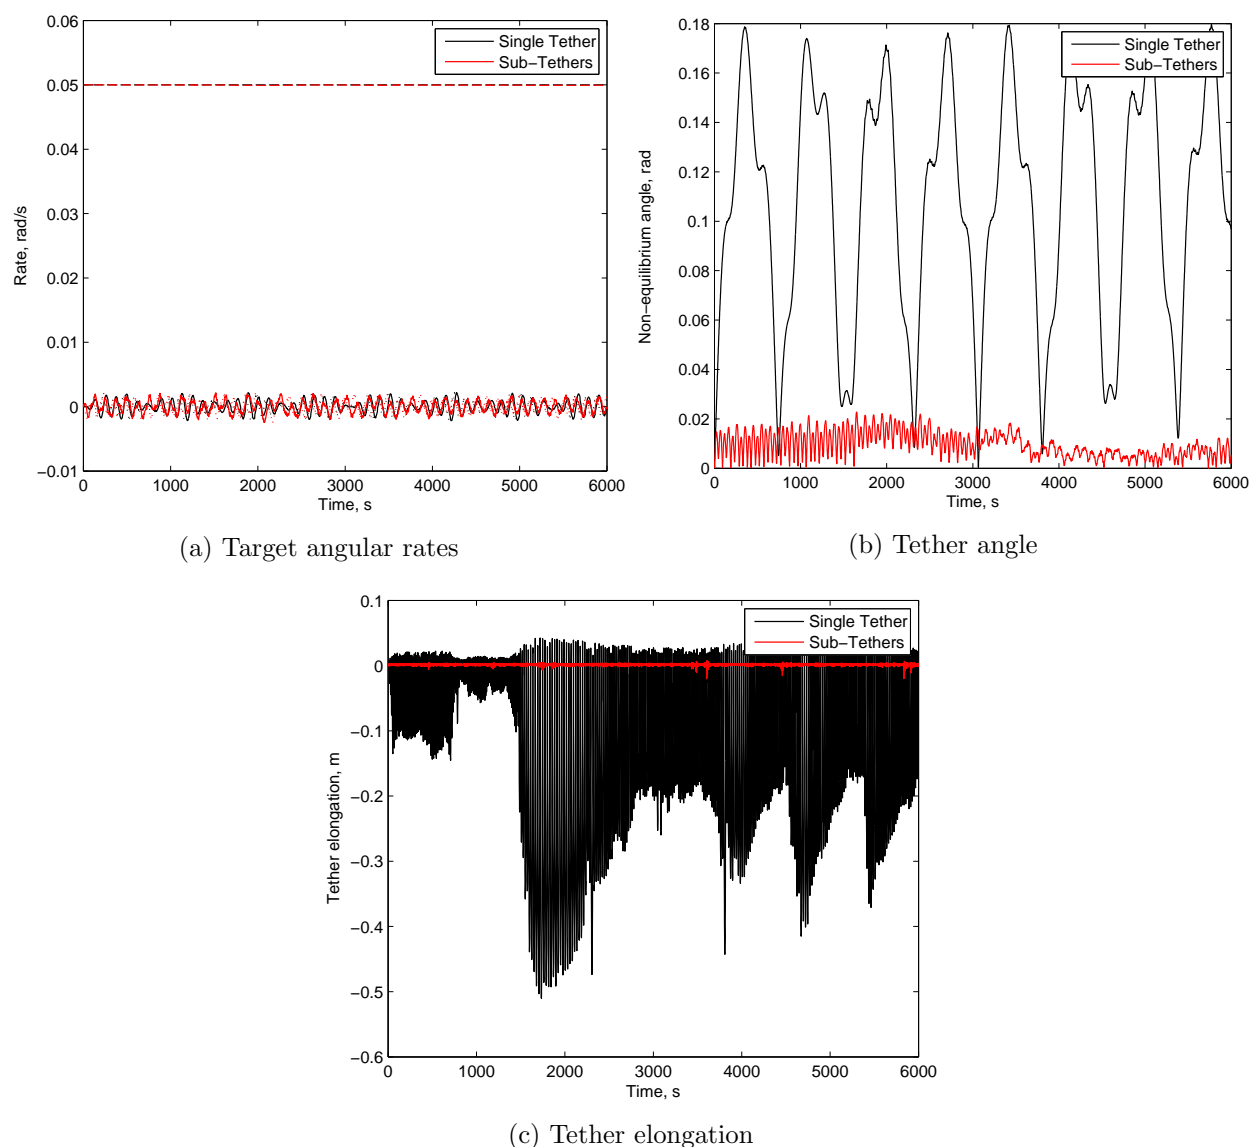 0.06
0.05
0.04
0.03
0.02
0.01
0
−0.01
Rate, rad/s
Single Tether
Sub−Tethers
0 1000 2000 3000 4000 5000 6000
Time, s
(a) Target angular rates
0.18
0.16
0.14
0.12
0.1
0.08
0.06
0.04
0.02
0
Non−equilibrium angle, rad
Single Tether
Sub−Tethers
0 1000 2000 3000 4000 5000 6000
Time, s
(b) Tether angle
0.1
0
−0.1
−0.2
−0.3
−0.4
−0.5
−0.6
Tether elongation, m
Single Tether
Sub−Tethers
0 1000 2000 3000 4000 5000 6000
Time, s
(c) Tether elongation